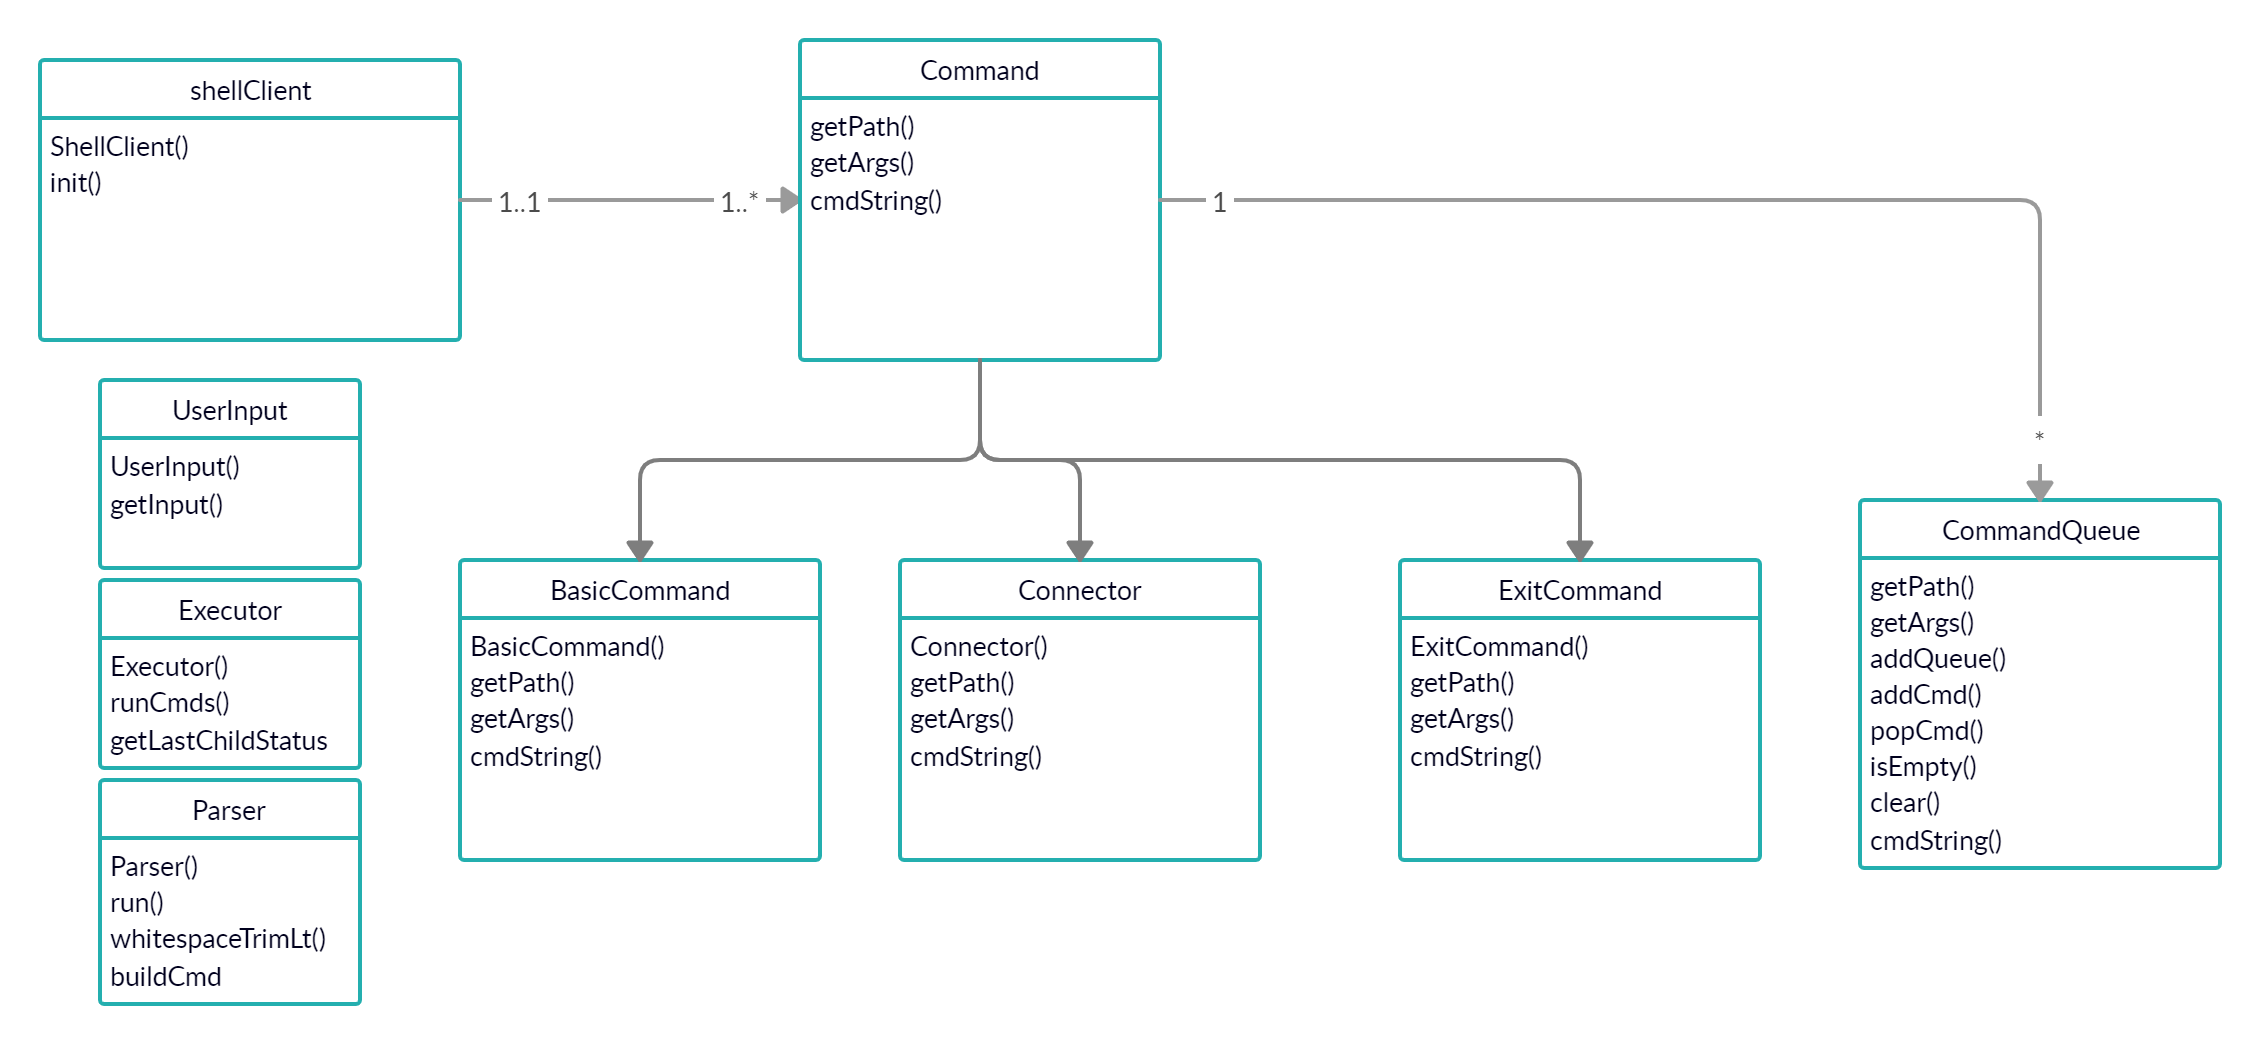 shellClient
ShellClient()
init()
1..1
1..*
Command
getPath()
getArgs()
cmdString()
1
*
UserInput
UserInput()
getInput()
Executor
Executor()
runCmds()
getLastChildStatus
Parser
Parser()
run()
whitespaceTrimLt()
buildCmd
BasicCommand
BasicCommand()
getPath()
getArgs()
cmdString()
Connector
Connector()
getPath()
getArgs()
cmdString()
ExitCommand
ExitCommand()
getPath()
getArgs()
cmdString()
CommandQueue
getPath()
getArgs()
addQueue()
addCmd()
popCmd()
isEmpty()
clear()
cmdString()